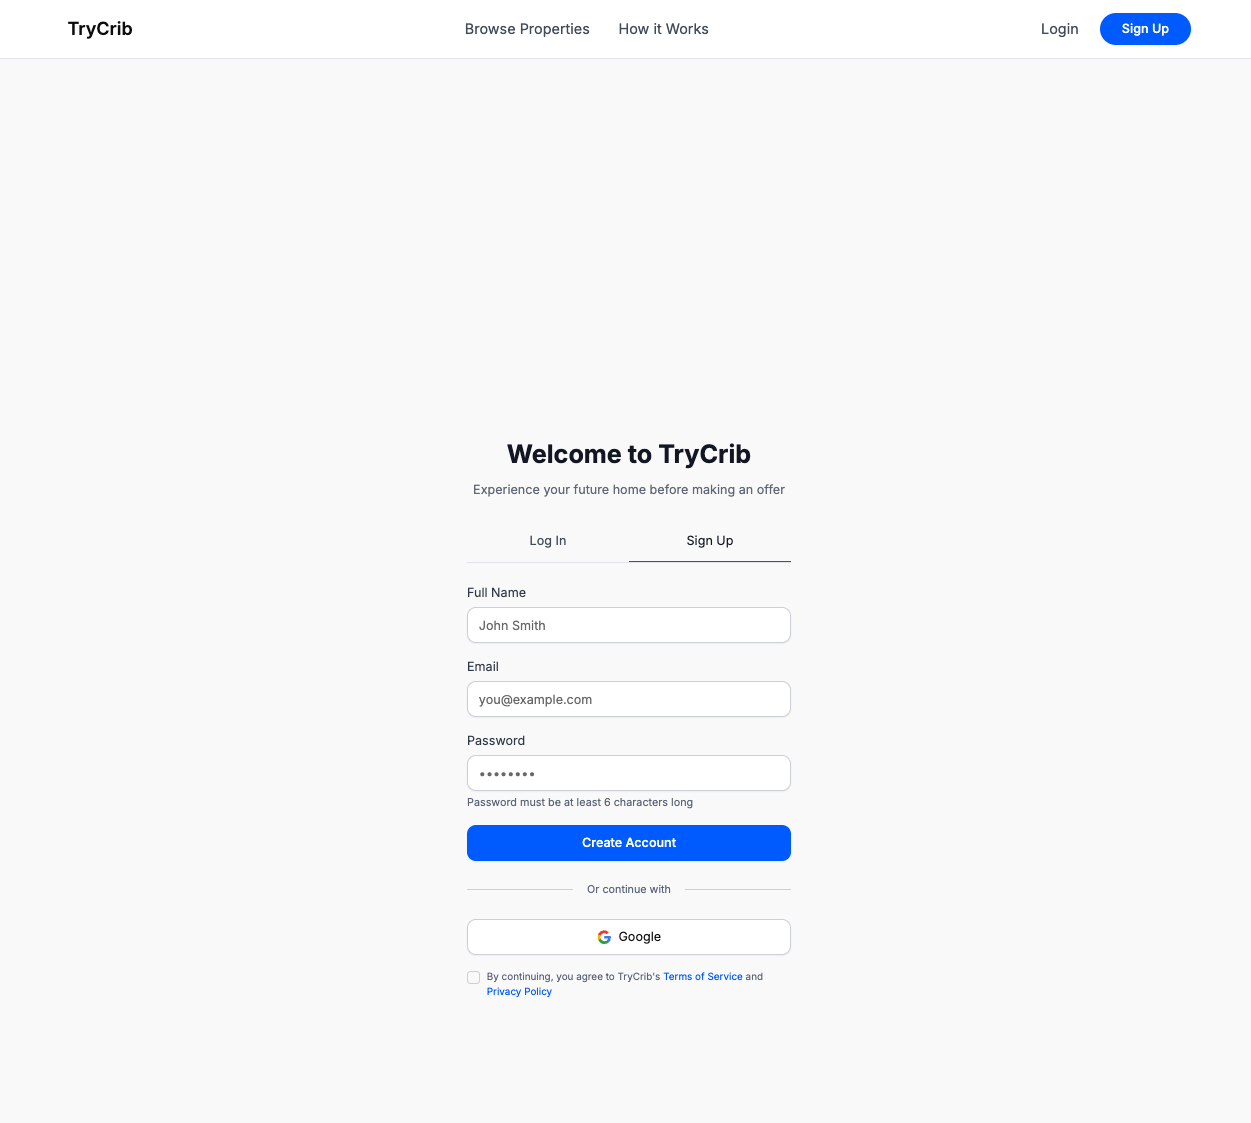 TryCrib
Browse Properties
How it Works
Login
Sign Up
Welcome to TryCrib
Experience your future home before making an offer
Log In
Sign Up
Full Name
John Smith
Email
you@example.com
Password
••••••••
Password must be at least 6 characters long
Create Account
Or continue with
Google
By continuing, you agree to TryCrib's Terms of Service and
Privacy Policy